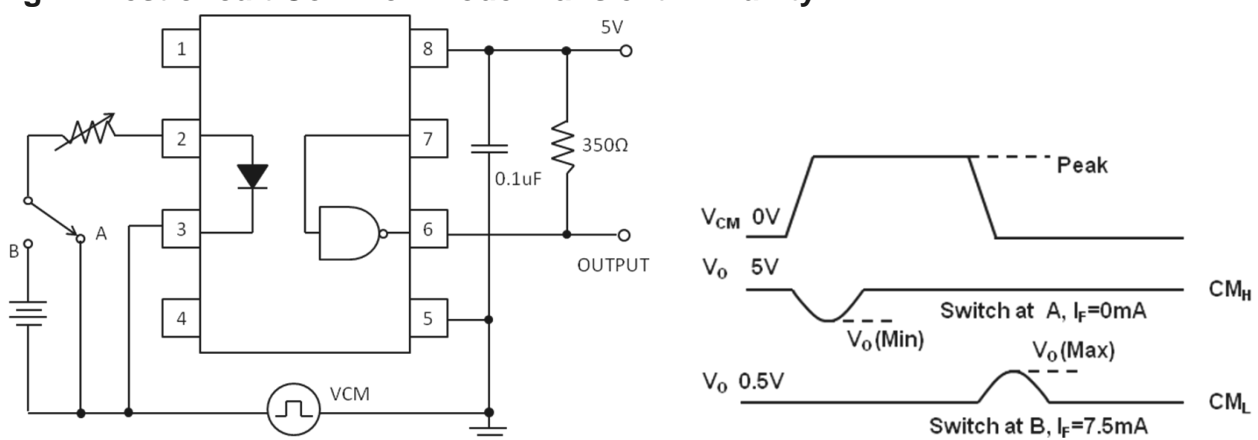 1
8
5V
2
7
350Ω
0.1uF
3
6
A
B
OUTPUT
4
5
VCM
Peak
VCM 0V
VO 5V
CMH
Switch at A, IF=0mA
VO(Min)
VO(Max)
VO 0.5V
CML
Switch at B, IF=7.5mA